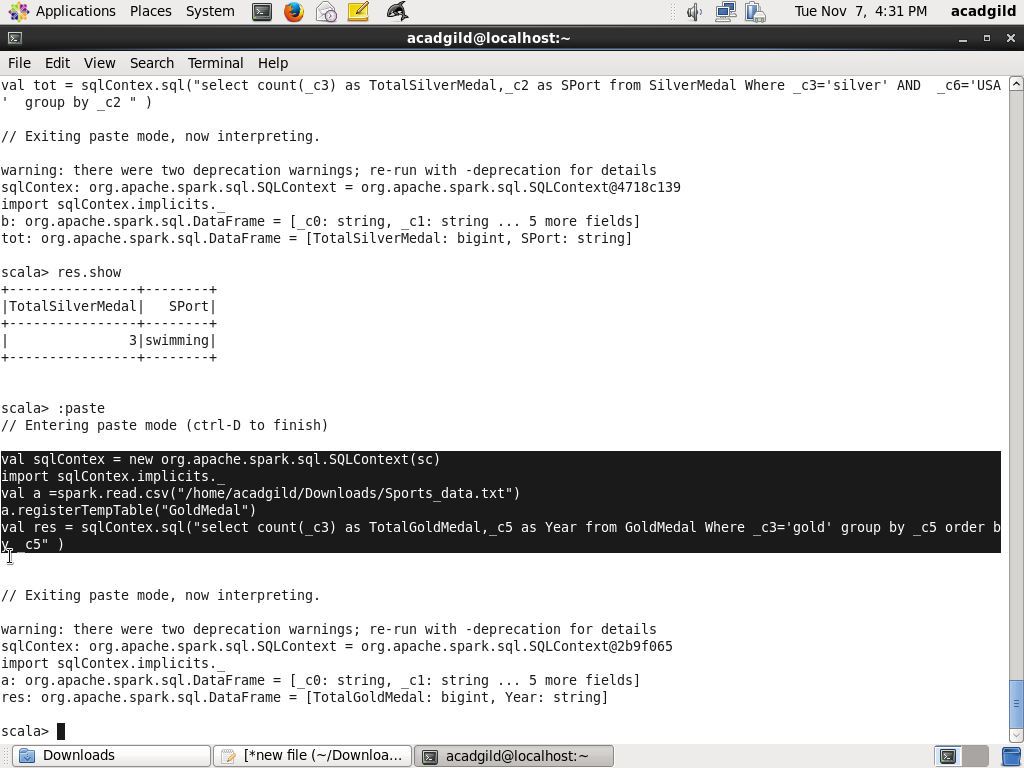 Applications Places System Tue Nov 7, 4:31 PM acadgild
acadgild@localhost:~
File Edit View Search Terminal Help
val tot = sqlContex.sql("select count(_c3) as TotalSilverMedal,_c2 as SPort from SilverMedal Where _c3='silver' AND  _c6='USA
'  group by _c2 " )
// Exiting paste mode, now interpreting.
warning: there were two deprecation warnings; re-run with -deprecation for details
sqlContex: org.apache.spark.sql.SQLContext = org.apache.spark.sql.SQLContext@4718c139
import sqlContex.implicits._
b: org.apache.spark.sql.DataFrame = [_c0: string, _c1: string ... 5 more fields]
tot: org.apache.spark.sql.DataFrame = [TotalSilverMedal: bigint, SPort: string]
scala> res.show
+----------------+--------+
|TotalSilverMedal|   SPort|
+----------------+--------+
|               3|swimming|
+----------------+--------+
scala> :paste
// Entering paste mode (ctrl-D to finish)
val sqlContex = new org.apache.spark.sql.SQLContext(sc)
import sqlContex.implicits._
val a =spark.read.csv("/home/acadgild/Downloads/Sports_data.txt")
a.registerTempTable("GoldMedal")
val res = sqlContex.sql("select count(_c3) as TotalGoldMedal,_c5 as Year from GoldMedal Where _c3='gold' group by _c5 order b
y _c5" )
// Exiting paste mode, now interpreting.
warning: there were two deprecation warnings; re-run with -deprecation for details
sqlContex: org.apache.spark.sql.SQLContext = org.apache.spark.sql.SQLContext@2b9f065
import sqlContex.implicits._
a: org.apache.spark.sql.DataFrame = [_c0: string, _c1: string ... 5 more fields]
res: org.apache.spark.sql.DataFrame = [TotalGoldMedal: bigint, Year: string]
scala>
Downloads [*new file (~/Downloa... acadgild@localhost:~